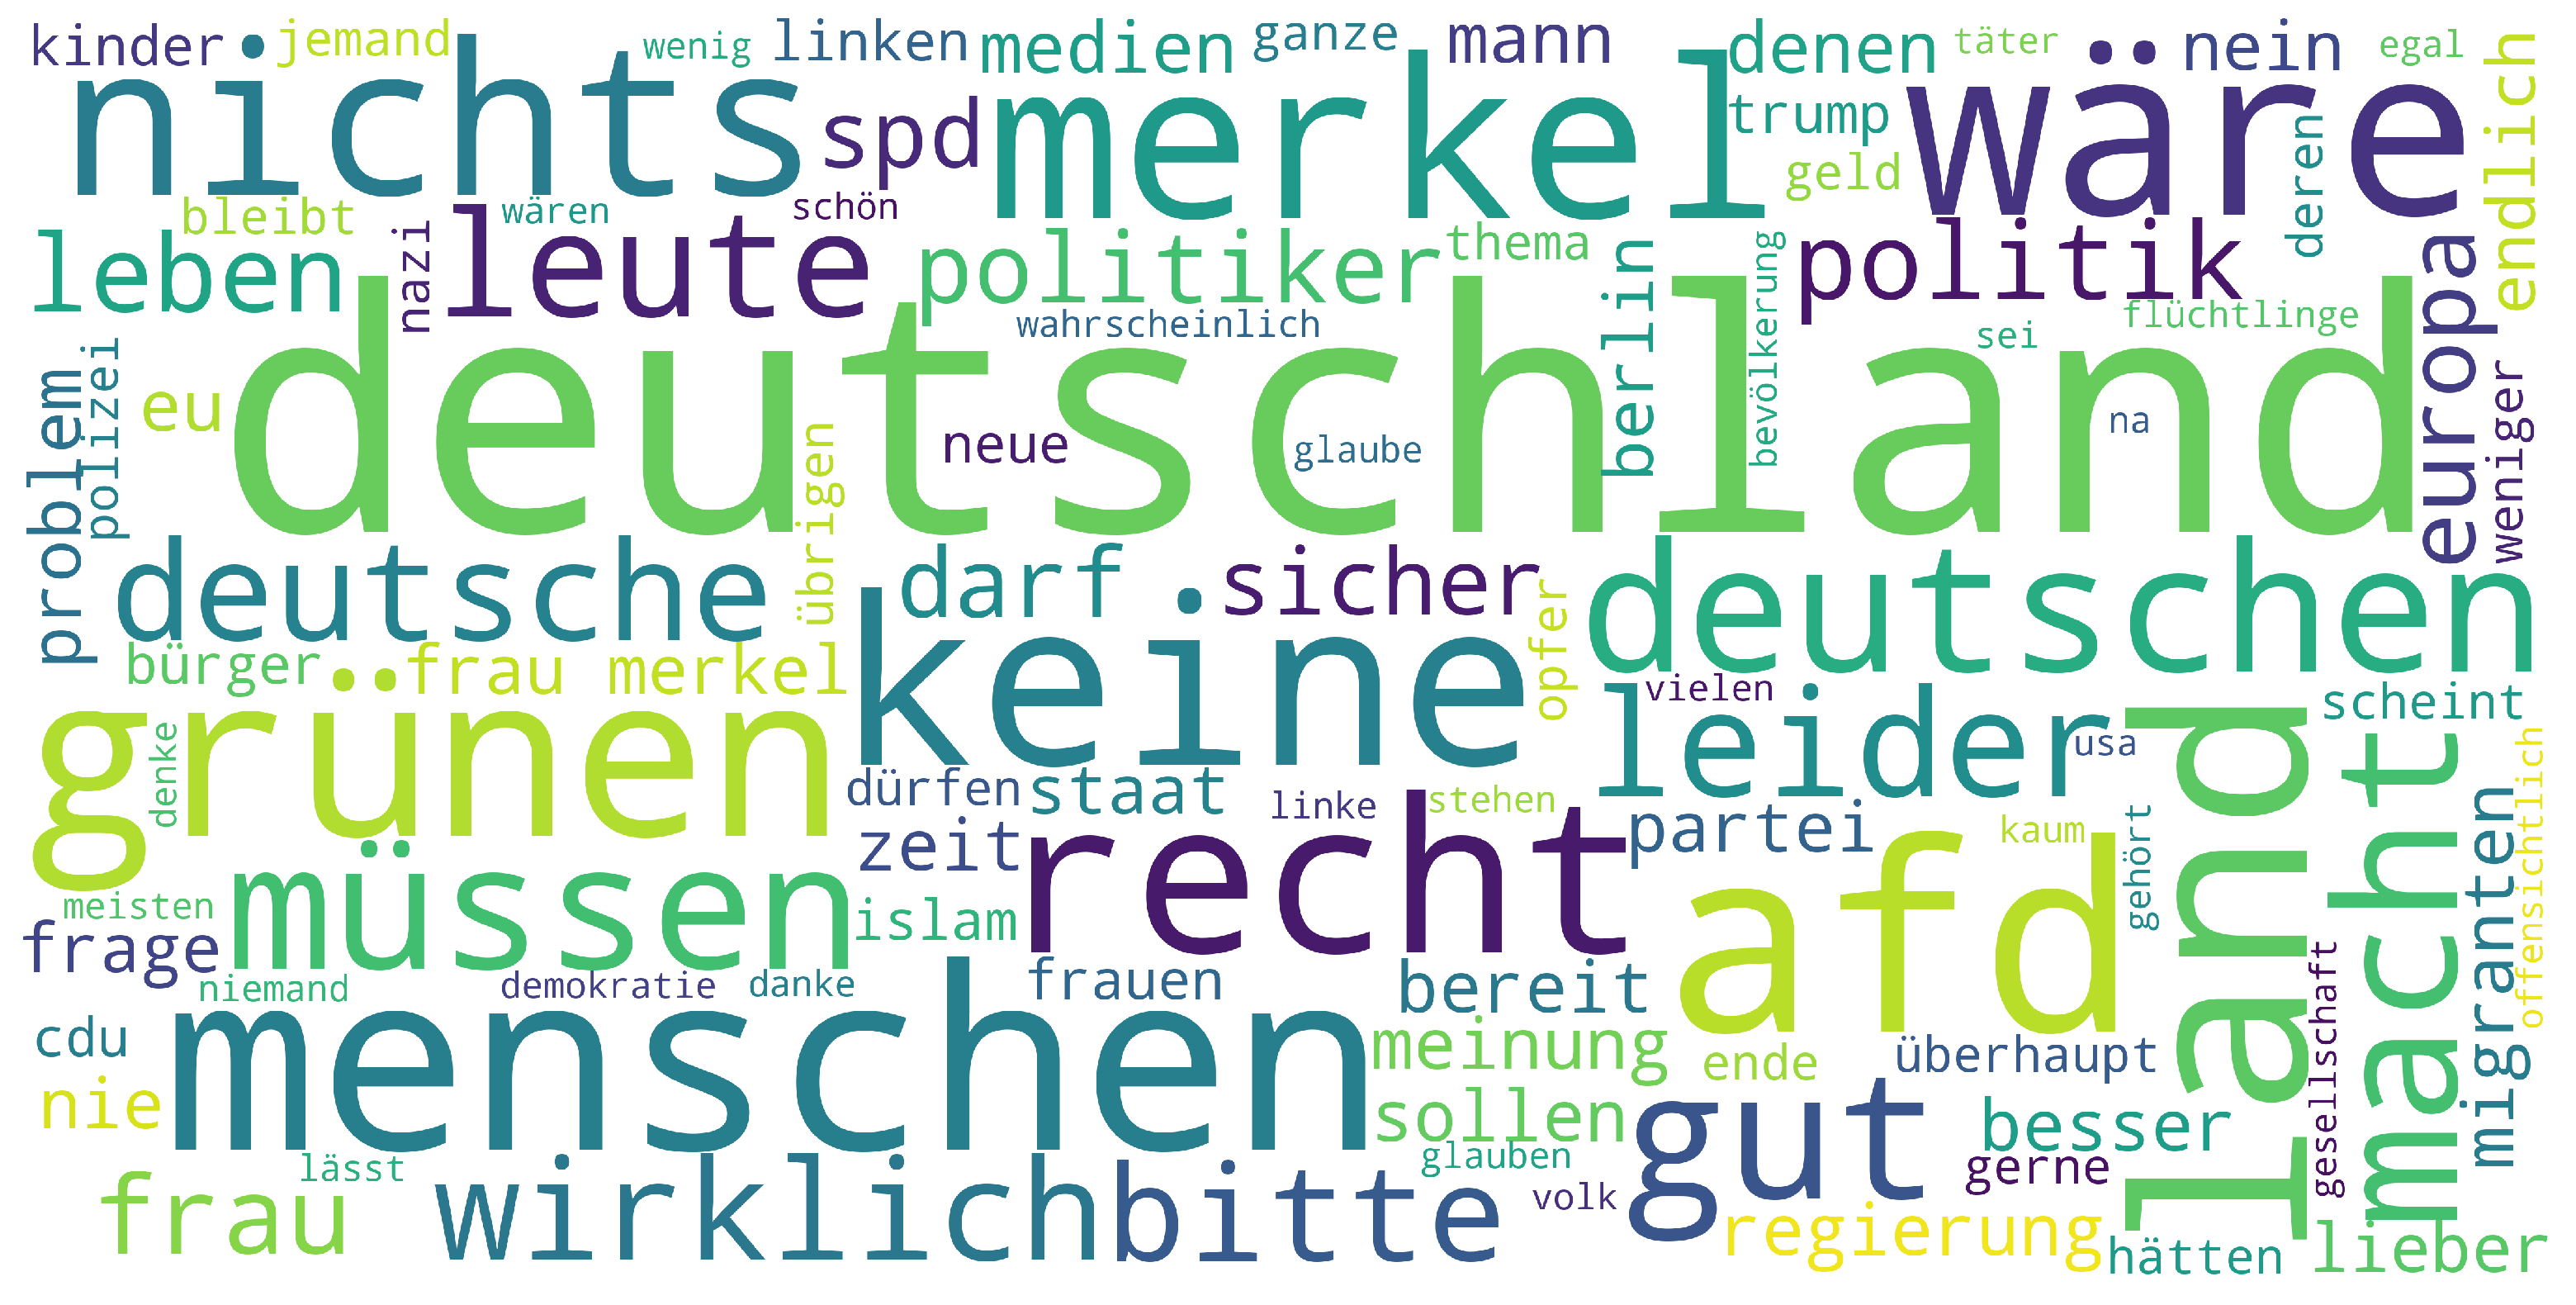 kinder
jemand
wenig
linken
medien
ganze
mann
denen
täter
nein
egal
nichts
spd
merkel
trump
geld
wäre
deren
endlich
bleibt
nazi
wären
schön
leben
leute
politiker
thema
berlin
bevölkerung
politik
europa
wahrscheinlich
sei
flüchtlinge
problem
polizei
eu
deutschland
neue
glaube
na
weniger
übrigen
deutsche
darf
sicher
deutschen
bürger
frau merkel
keine
opfer
vielen
leider
usa
scheint
grünen
denke
dürfen
staat
linke
stehen
partei
kaum
land
macht
zeit
recht
gehört
migranten
offensichtlich
meisten
müssen
islam
afd
frage
niemand
demokratie
danke
frauen
bereit
gesellschaft
cdu
menschen
meinung
ende
überhaupt
nie
sollen
gut
besser
glauben
gerne
frau
lässt
wirklich
bitte
volk
regierung
hätten
lieber